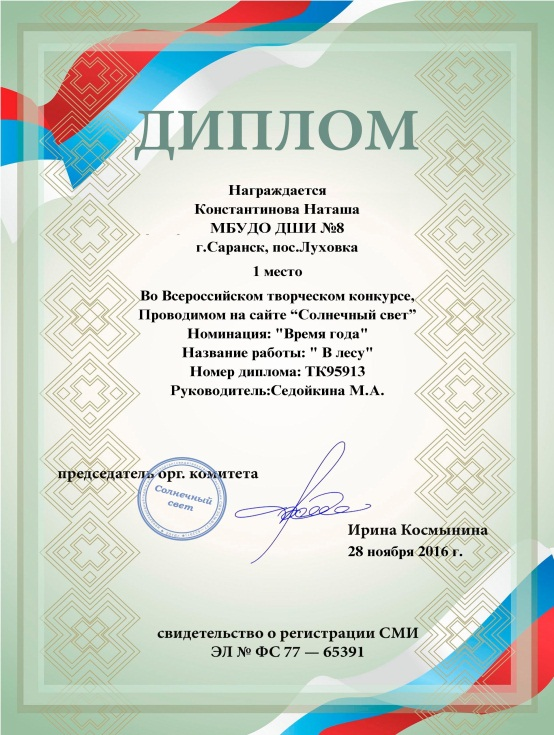 ДИПЛОМ
Награждается
Константинова Наташа
МБУДО ДШИ №8
г.Саранск, пос.Луховка
1 место
Во Всероссийском творческом конкурсе,
Проводимом на сайте “Солнечный свет”
Номинация: "Время года"
Название работы: " В лесу"
Номер диплома: ТК95913
Руководитель:Седойкина М.А.
председатель орг. комитета
Солнечный
свет
Ирина Космынина
28 ноября 2016 г.
свидетельство о регистрации СМИ
ЭЛ № ФС 77 — 65391